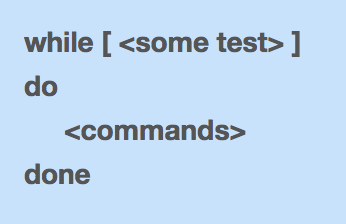 while [ <some test> ]
do
<commands>
done